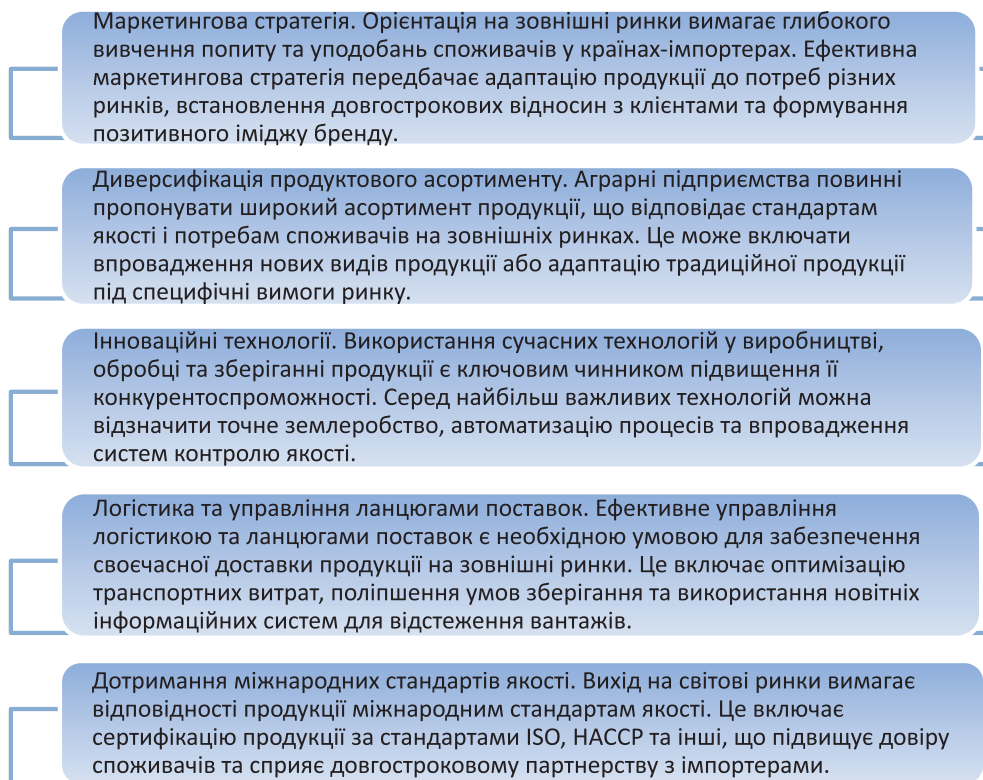 Маркетингова стратегія. Орієнтація на зовнішні ринки вимагає глибокого
вивчення попиту та уподобань споживачів у країнах-імпортерах. Ефективна
маркетингова стратегія передбачає адаптацію продукції до потреб різних
ринків, встановлення довгострокових відносин з клієнтами та формування
позитивного іміджу бренду.
Диверсифікація продуктового асортименту. Аграрні підприємства повинні
пропонувати широкий асортимент продукції, що відповідає стандартам
якості і потребам споживачів на зовнішніх ринках. Це може включати
впровадження нових видів продукції або адаптацію традиційної продукції
під специфічні вимоги ринку.
Інноваційні технології. Використання сучасних технологій у виробництві,
обробці та зберіганні продукції є ключовим чинником підвищення її
конкурентоспроможності. Серед найбільш важливих технологій можна
відзначити точне землеробство, автоматизацію процесів та впровадження
систем контролю якості.
Логістика та управління ланцюгами поставок. Ефективне управління
логістикою та ланцюгами поставок є необхідною умовою для забезпечення
своєчасної доставки продукції на зовнішні ринки. Це включає оптимізацію
транспортних витрат, поліпшення умов зберігання та використання новітніх
інформаційних систем для відстеження вантажів.
Дотримання міжнародних стандартів якості. Вихід на світові ринки вимагає
відповідності продукції міжнародним стандартам якості. Це включає
сертифікацію продукції за стандартами ISO, HACCP та інші, що підвищує довіру
споживачів та сприяє довгостроковому партнерству з імпортерами.